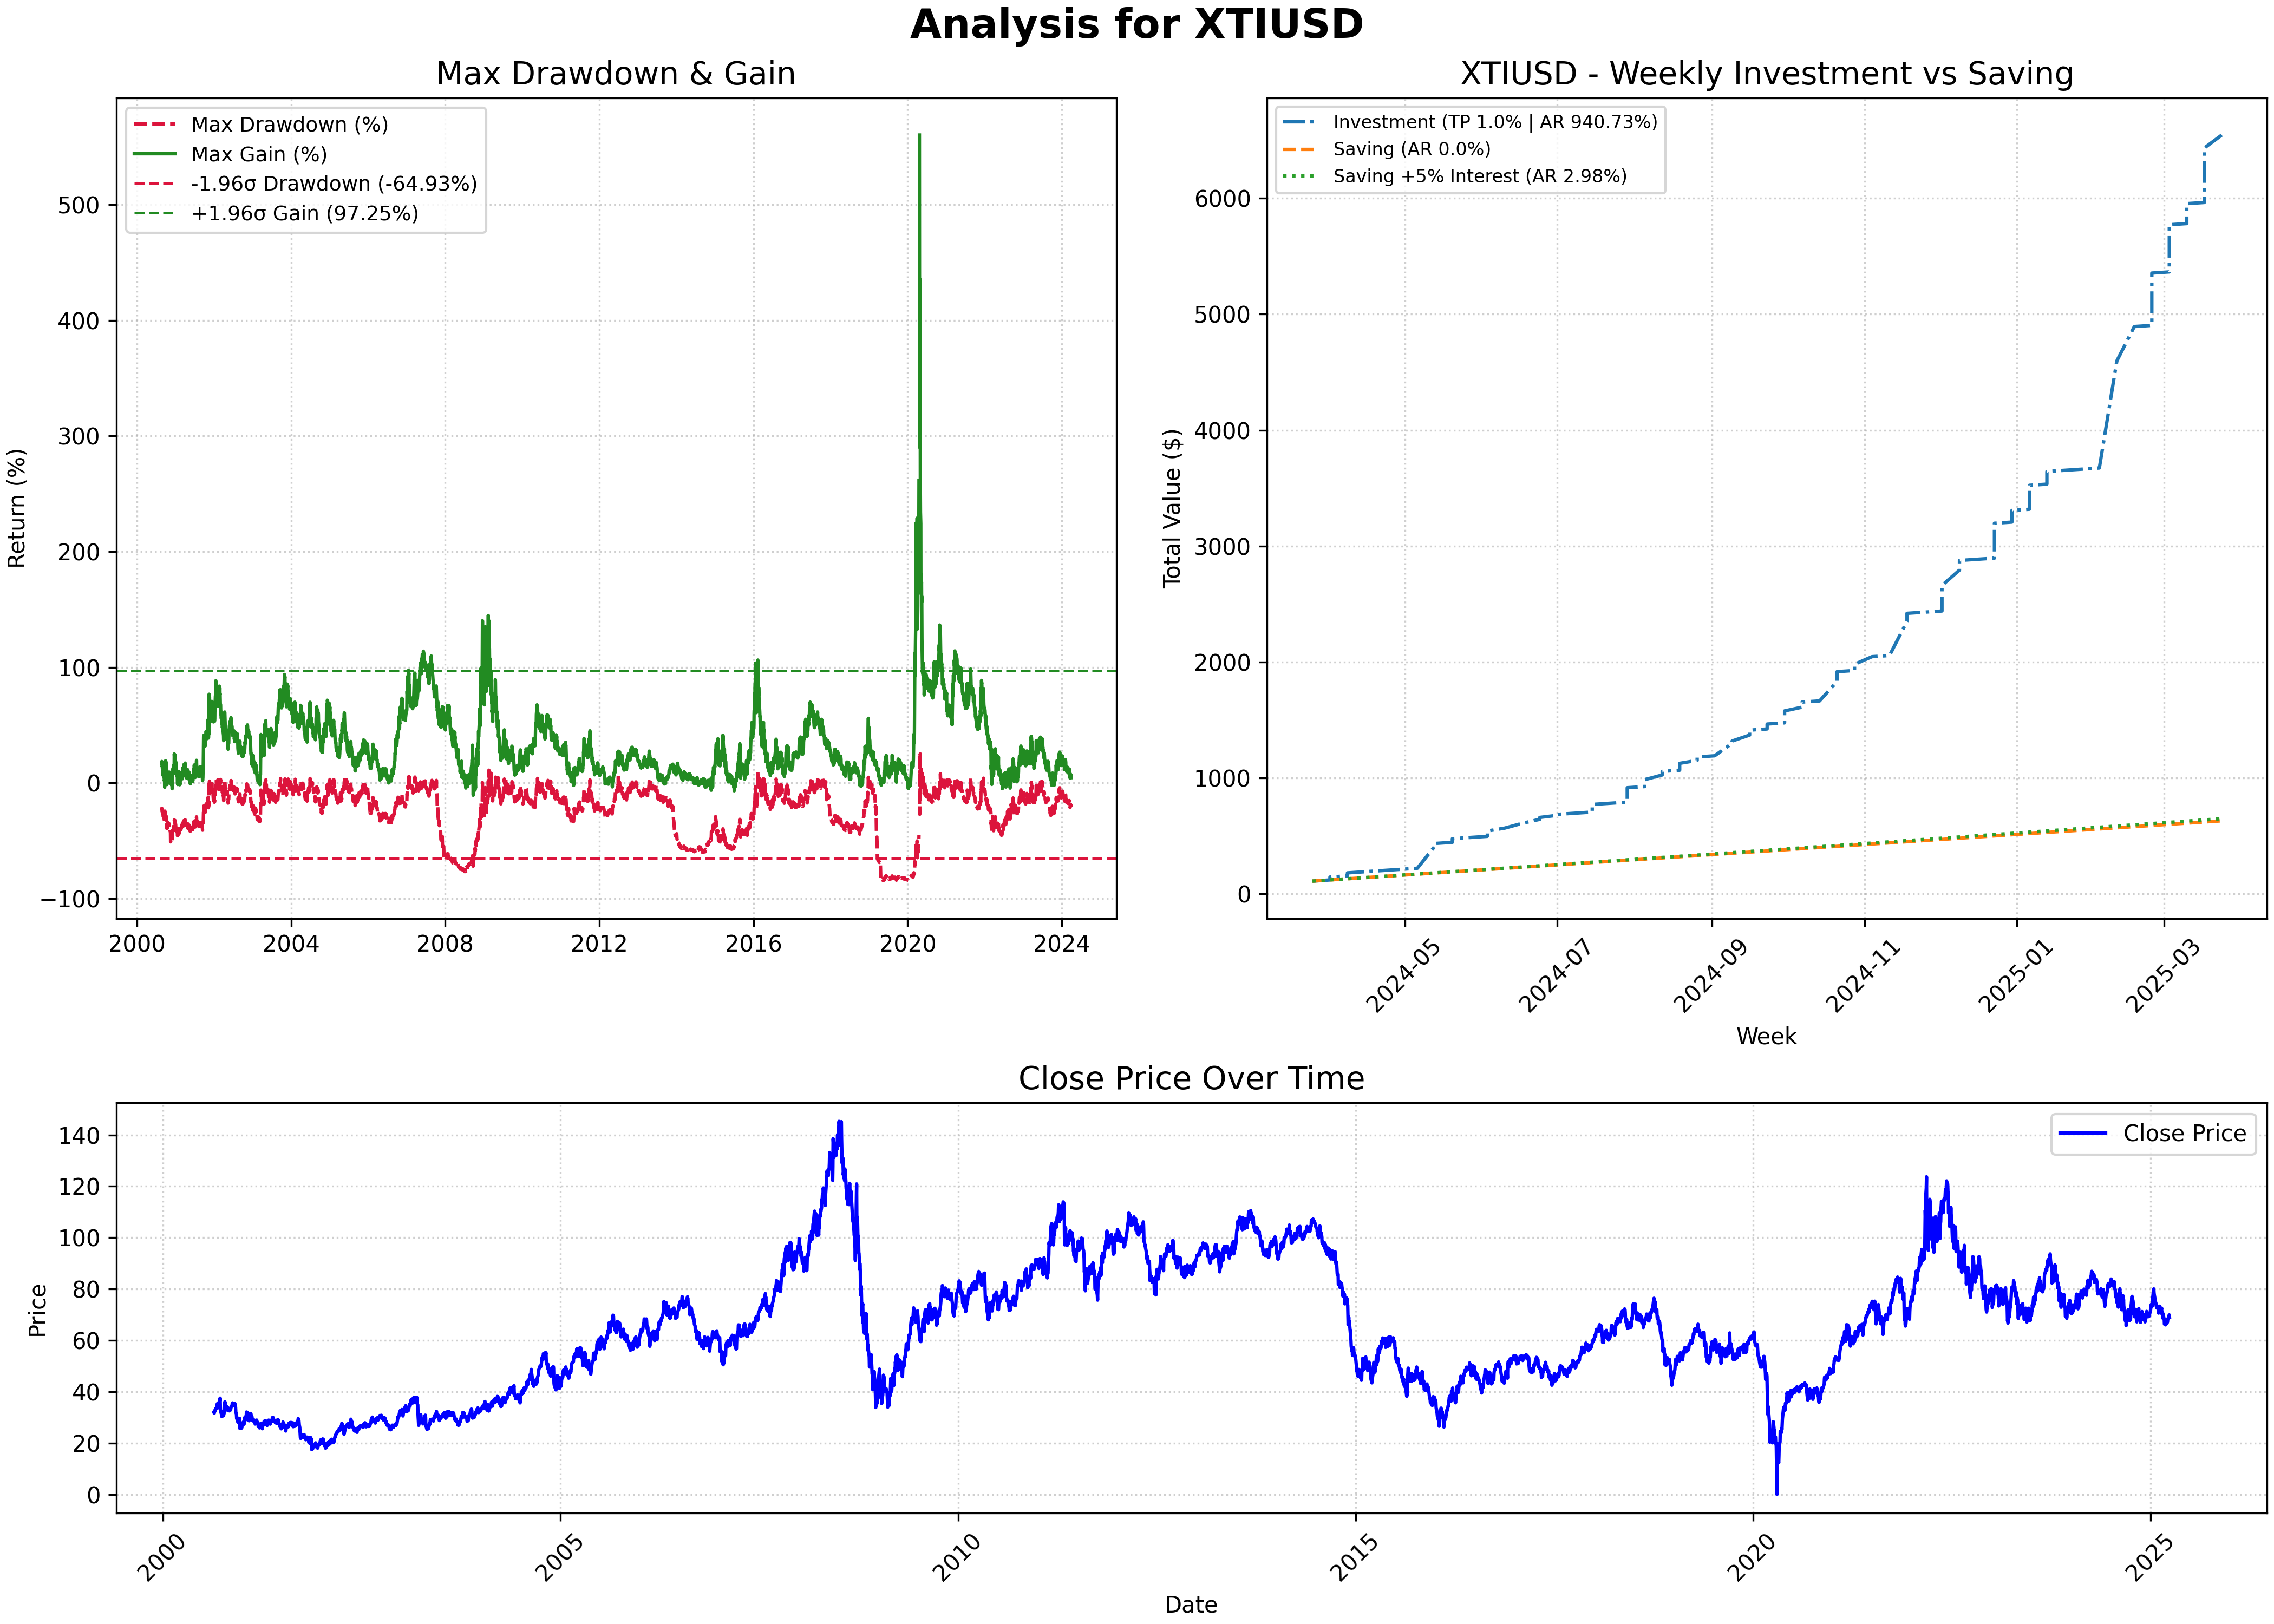 Analysis for XTIUSD
Max Drawdown & Gain
Max Drawdown (%)
Max Gain (%)
-1.96σ Drawdown (-64.93%)
+1.96σ Gain (97.25%)
Return (%)
500
400
300
200
100
0
−100
2000 2004 2008 2012 2016 2020 2024
XTIUSD - Weekly Investment vs Saving
Investment (TP 1.0% | AR 940.73%)
Saving (AR 0.0%)
Saving +5% Interest (AR 2.98%)
Total Value ($)
6000
5000
4000
3000
2000
1000
0
2024-05 2024-07 2024-09 2024-11 2025-01 2025-03
Week
Close Price Over Time
Close Price
Price
140
120
100
80
60
40
20
0
2000 2005 2010 2015 2020 2025
Date